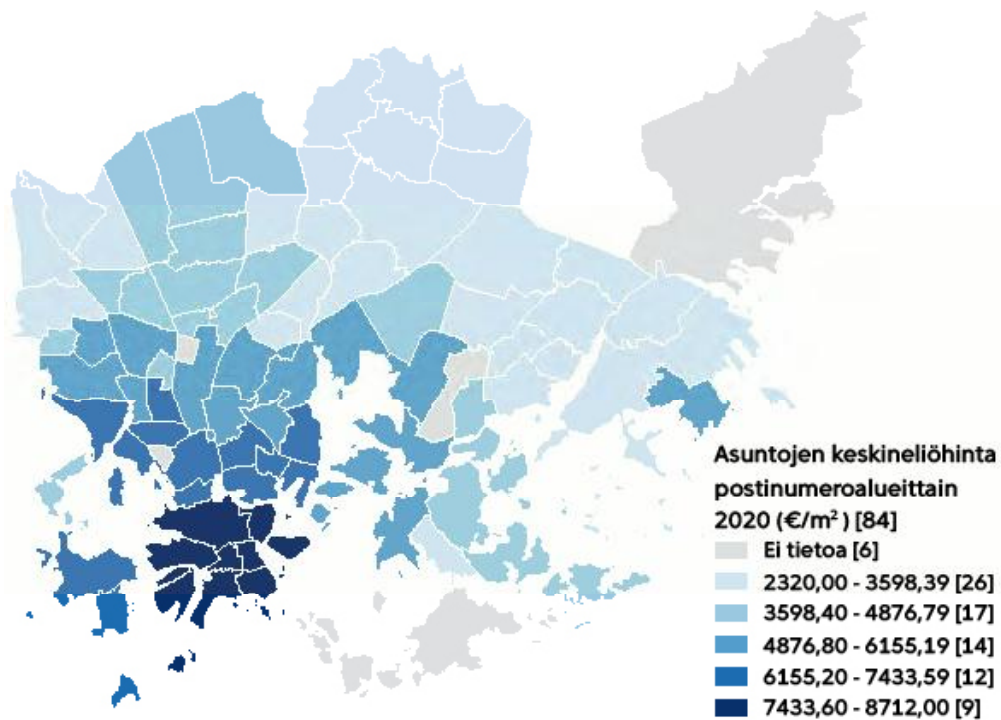 Asuntojen keskineliöhinta
postinumeroalueittain
2020 (€/m²) [84]
Ei tietoa [6]
2320,00 - 3598,39 [26]
3598,40 - 4876,79 [17]
4876,80 - 6155,19 [14]
6155,20 - 7433,59 [12]
7433,60 - 8712,00 [9]